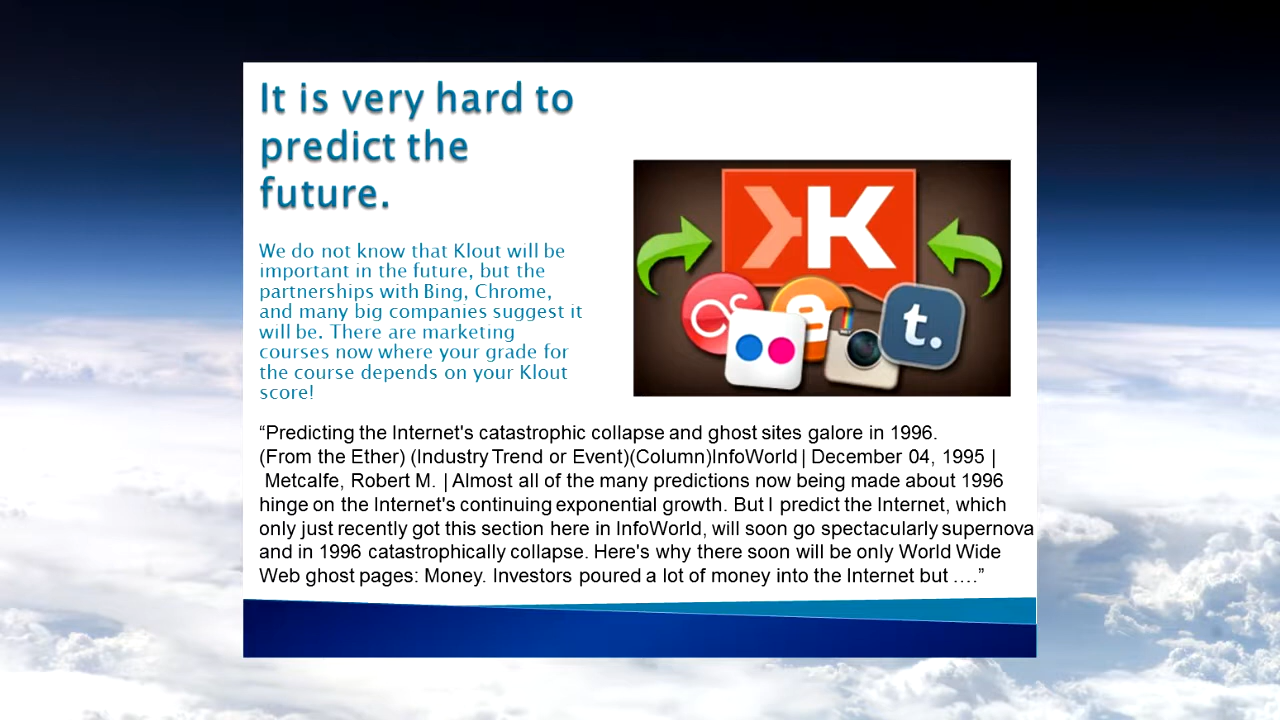 It is very hard to
predict the
future.
We do not know that Klout will be
important in the future, but the
partnerships with Bing, Chrome,
and many big companies suggest it
will be. There are marketing
courses now where your grade for
the course depends on your Klout
score!
K
t.
“Predicting the Internet's catastrophic collapse and ghost sites galore in 1996.
(From the Ether) (Industry Trend or Event)(Column)InfoWorld | December 04, 1995 |
Metcalfe, Robert M. | Almost all of the many predictions now being made about 1996
hinge on the Internet's continuing exponential growth. But I predict the Internet, which
only just recently got this section here in InfoWorld, will soon go spectacularly supernova
and in 1996 catastrophically collapse. Here's why there soon will be only World Wide
Web ghost pages: Money. Investors poured a lot of money into the Internet but ….”